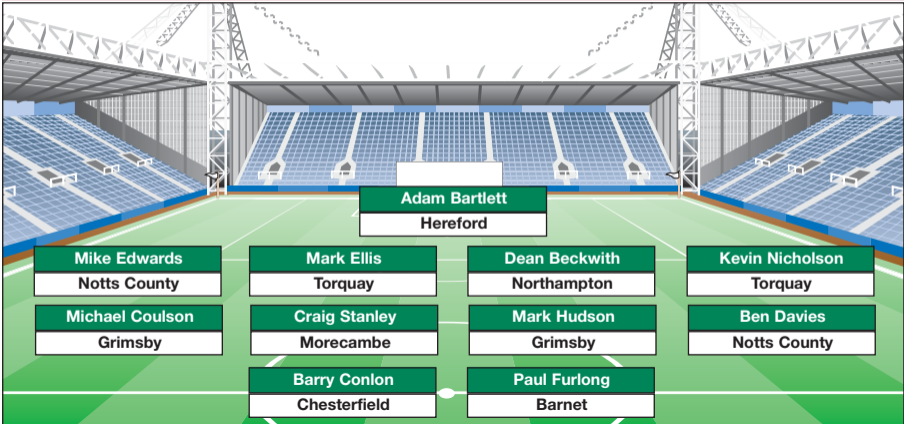 Adam Bartlett
Hereford
Mike Edwards
Notts County
Mark Ellis
Torquay
Dean Beckwith
Northampton
Kevin Nicholson
Torquay
Michael Coulson
Grimsby
Craig Stanley
Morecambe
Mark Hudson
Grimsby
Ben Davies
Notts County
Barry Conlon
Chesterfield
Paul Furlong
Barnet